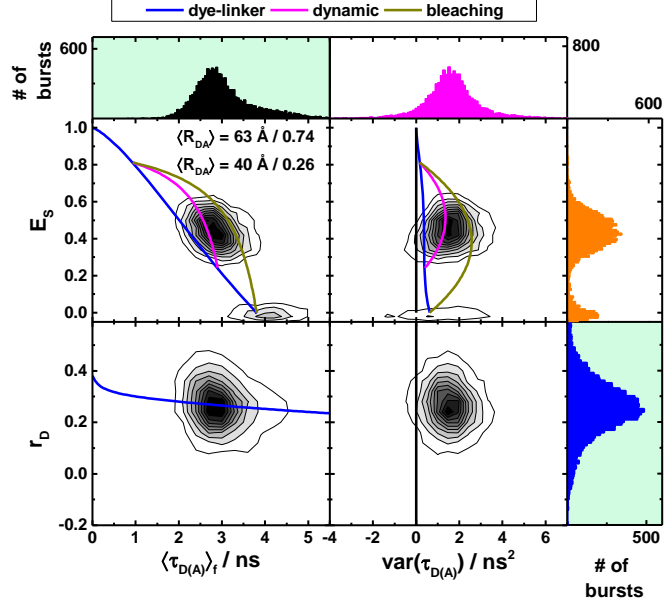 dye-linker dynamic bleaching
600
# of
bursts
800
600
⟨R_DA⟩ = 63 Å / 0.74
⟨R_DA⟩ = 40 Å / 0.26
1.0
0.8
0.6
0.4
0.2
0.0
E_S
0.4
0.2
0.0
-0.2
r_D
0 1 2 3 4 5 -4 -2 0 2 4 6
500
⟨τ_D(A)⟩_f / ns
var(τ_D(A)) / ns²
# of
bursts